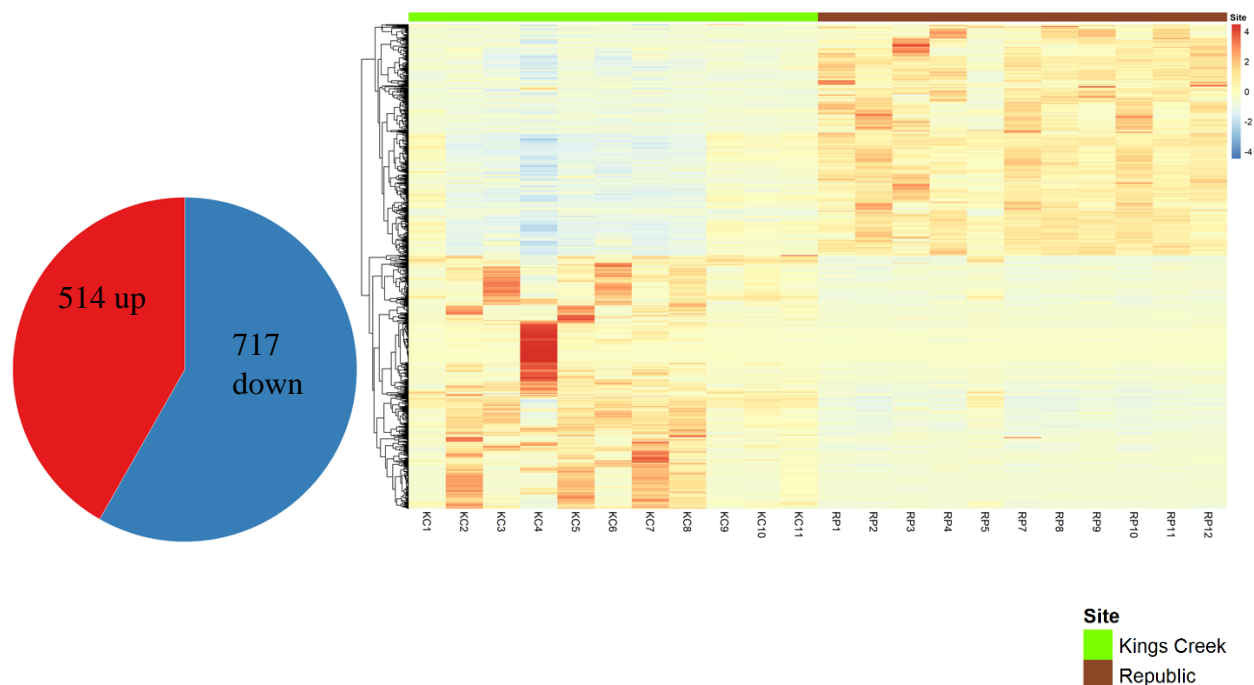 Site
4
2
0
-2
-4
514 up
717
down
KC1
KC2
KC3
KC4
KC5
KC6
KC7
KC8
KC9
KC10
KC11
RP1
RP2
RP3
RP4
RP5
RP7
RP8
RP9
RP10
RP11
RP12
Site
Kings Creek
Republic